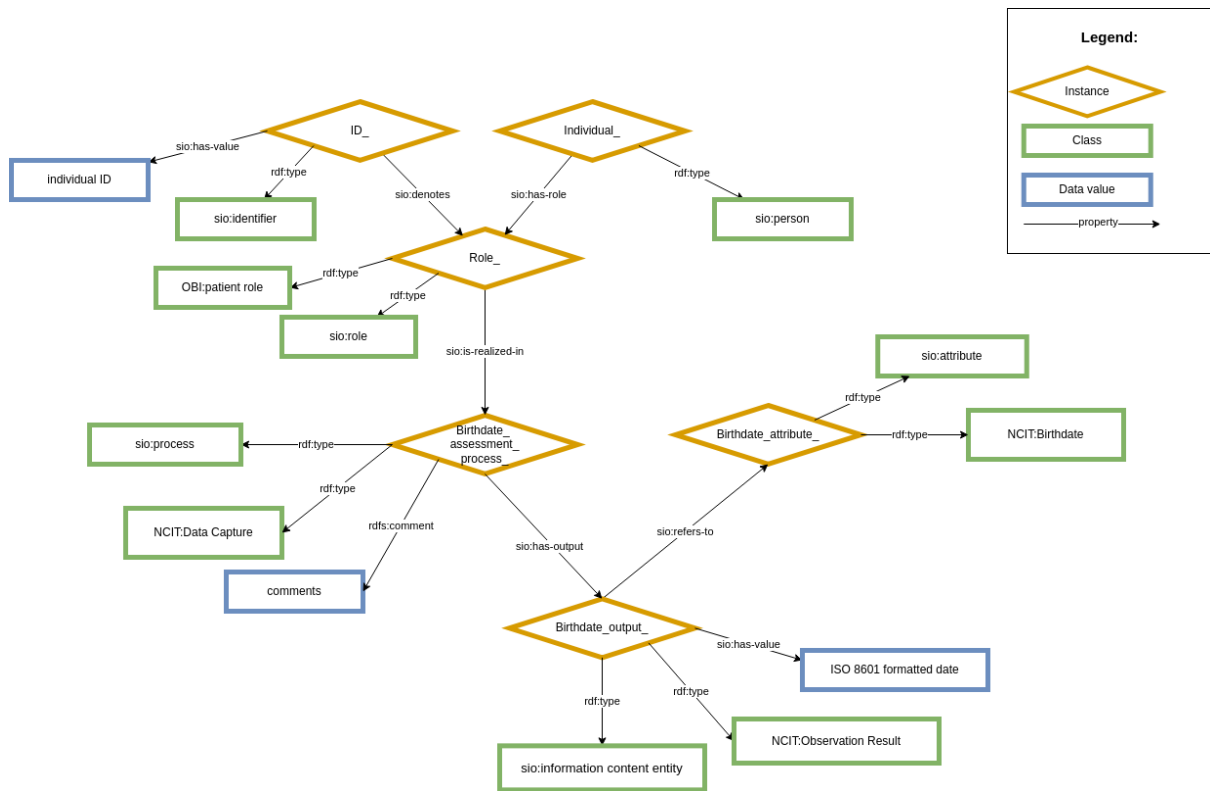 Legend:
Instance
Class
Data value
property
ID_
Individual_
sio:has-value
rdf:type
rdf:type
individual ID
sio:denotes
sio:has-role
sio:identifier
sio:person
Role_
rdf:type
OBI:patient role
rdf:type
sio:role
sio:is-realized-in
sio:attribute
rdf:type
Birthdate_
assessment_
process_
Birthdate_attribute_
rdf:type
NCIT:Birthdate
sio:process
rdf:type
rdf:type
rdfs:comment
NCIT:Data Capture
sio:has-output
sio:refers-to
comments
Birthdate_output_
sio:has-value
ISO 8601 formatted date
rdf:type
rdf:type
NCIT:Observation Result
sio:information content entity